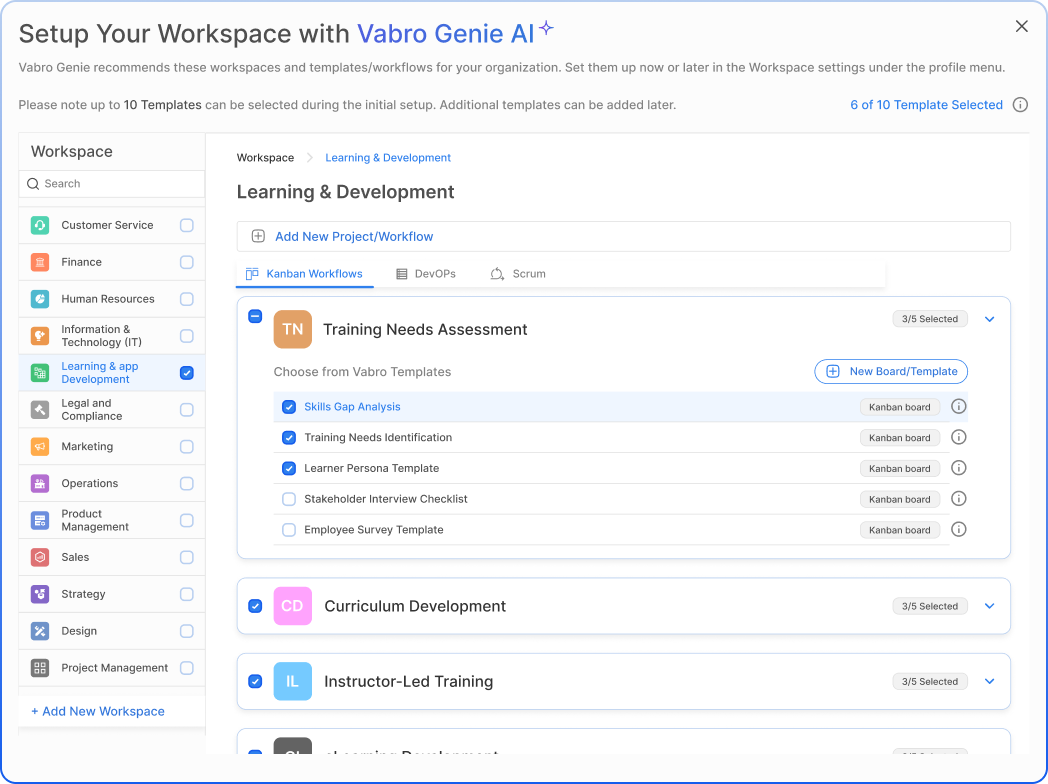 Setup Your Workspace with Vabro Genie AI
Vabro Genie recommends these workspaces and templates/workflows for your organization. Set them up now or later in the Workspace settings under the profile menu.
Please note up to 10 Templates can be selected during the initial setup. Additional templates can be added later.
6 of 10 Template Selected
Workspace
Search
Customer Service
Finance
Human Resources
Information &
Technology (IT)
Learning & app
Development
Legal and
Compliance
Marketing
Operations
Product
Management
Sales
Strategy
Design
Project Management
+ Add New Workspace
Workspace
Learning & Development
Learning & Development
Add New Project/Workflow
Kanban Workflows
DevOPs
Scrum
TN
Training Needs Assessment
3/5 Selected
Choose from Vabro Templates
New Board/Template
Skills Gap Analysis
Kanban board
Training Needs Identification
Kanban board
Learner Persona Template
Kanban board
Stakeholder Interview Checklist
Kanban board
Employee Survey Template
Kanban board
CD
Curriculum Development
3/5 Selected
IL
Instructor-Led Training
3/5 Selected
eLearning Development